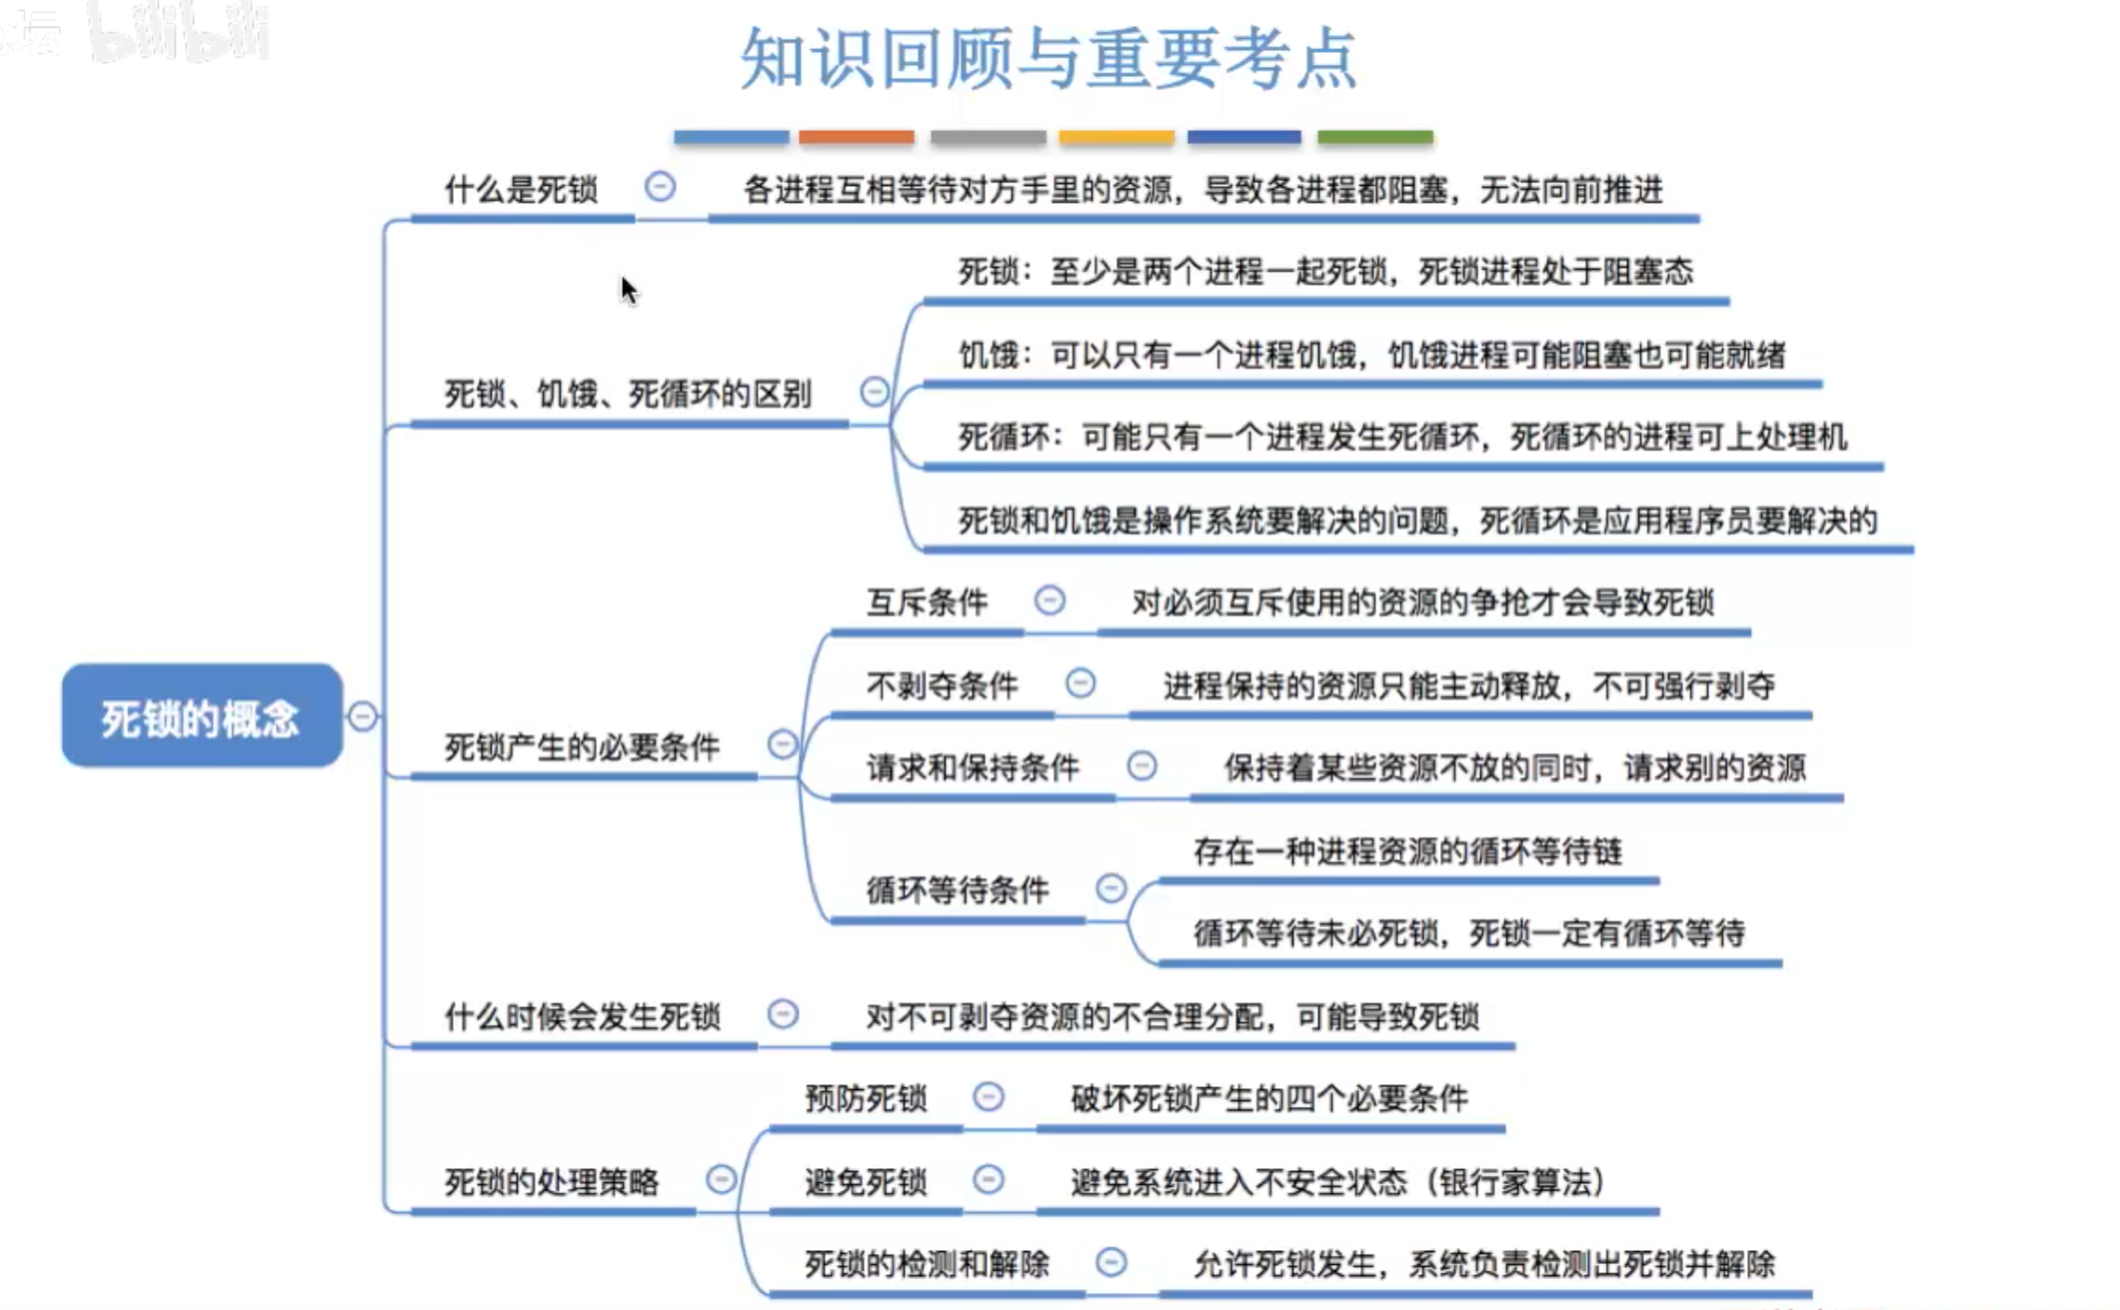 坛 bilibili
知识回顾与重要考点
什么是死锁 各进程互相等待对方手里的资源，导致各进程都阻塞，无法向前推进
死锁：至少是两个进程一起死锁，死锁进程处于阻塞态
饥饿：可以只有一个进程饥饿，饥饿进程可能阻塞也可能就绪
死锁、饥饿、死循环的区别
死循环：可能只有一个进程发生死循环，死循环的进程可上处理机
死锁和饥饿是操作系统要解决的问题，死循环是应用程序员要解决的
互斥条件 对必须互斥使用的资源的争抢才会导致死锁
不剥夺条件 进程保持的资源只能主动释放，不可强行剥夺
死锁的概念
死锁产生的必要条件
请求和保持条件 保持着某些资源不放的同时，请求别的资源
存在一种进程资源的循环等待链
循环等待条件
循环等待未必死锁，死锁一定有循环等待
什么时候会发生死锁 对不可剥夺资源的不合理分配，可能导致死锁
预防死锁 破坏死锁产生的四个必要条件
死锁的处理策略 避免死锁 避免系统进入不安全状态（银行家算法）
死锁的检测和解除 允许死锁发生，系统负责检测出死锁并解除